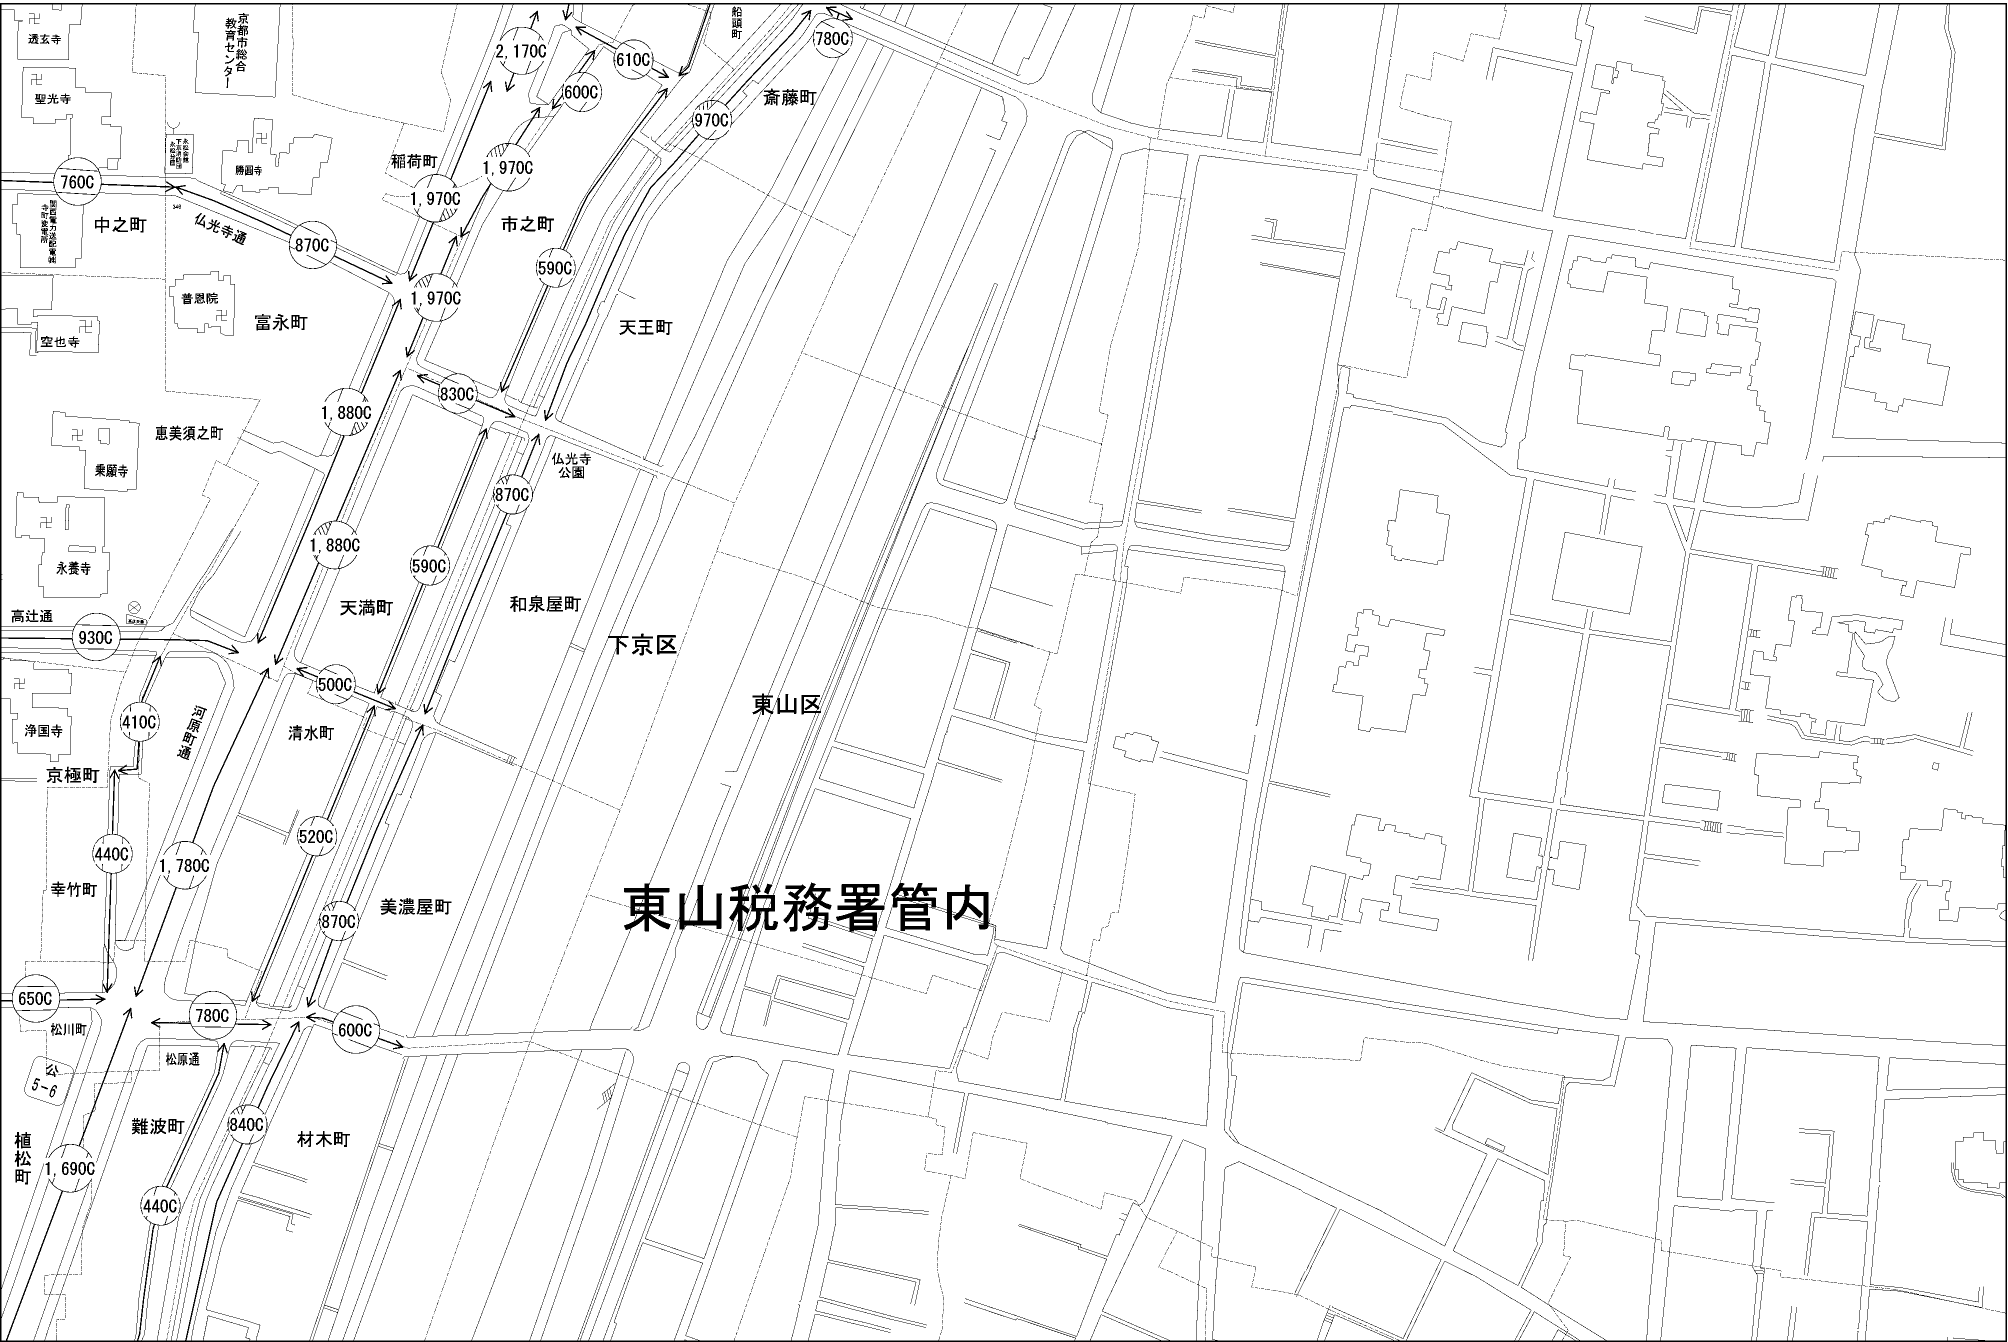 透玄寺
京都市総合
教育センター
2,170C
610C
船頭町
780C
600C
聖光寺
970C
斎藤町
勝圓寺
稲荷町
1,970C
760C
1,970C
中之町
仏光寺通
870C
市之町
590C
普恩院
1,970C
富永町
天王町
空也寺
830C
1,880C
恵美須之町
仏光寺
公園
乗願寺
870C
1,880C
590C
永養寺
天満町
和泉屋町
高辻通
930C
下京区
500C
東山区
410C
河原町通
浄国寺
清水町
京極町
520C
440C
1,780C
幸竹町
870C
美濃屋町
東山税務署管内
650C
780C
600C
松川町
松原通
公
5-6
840C
難波町
材木町
植松町
1,690C
440C